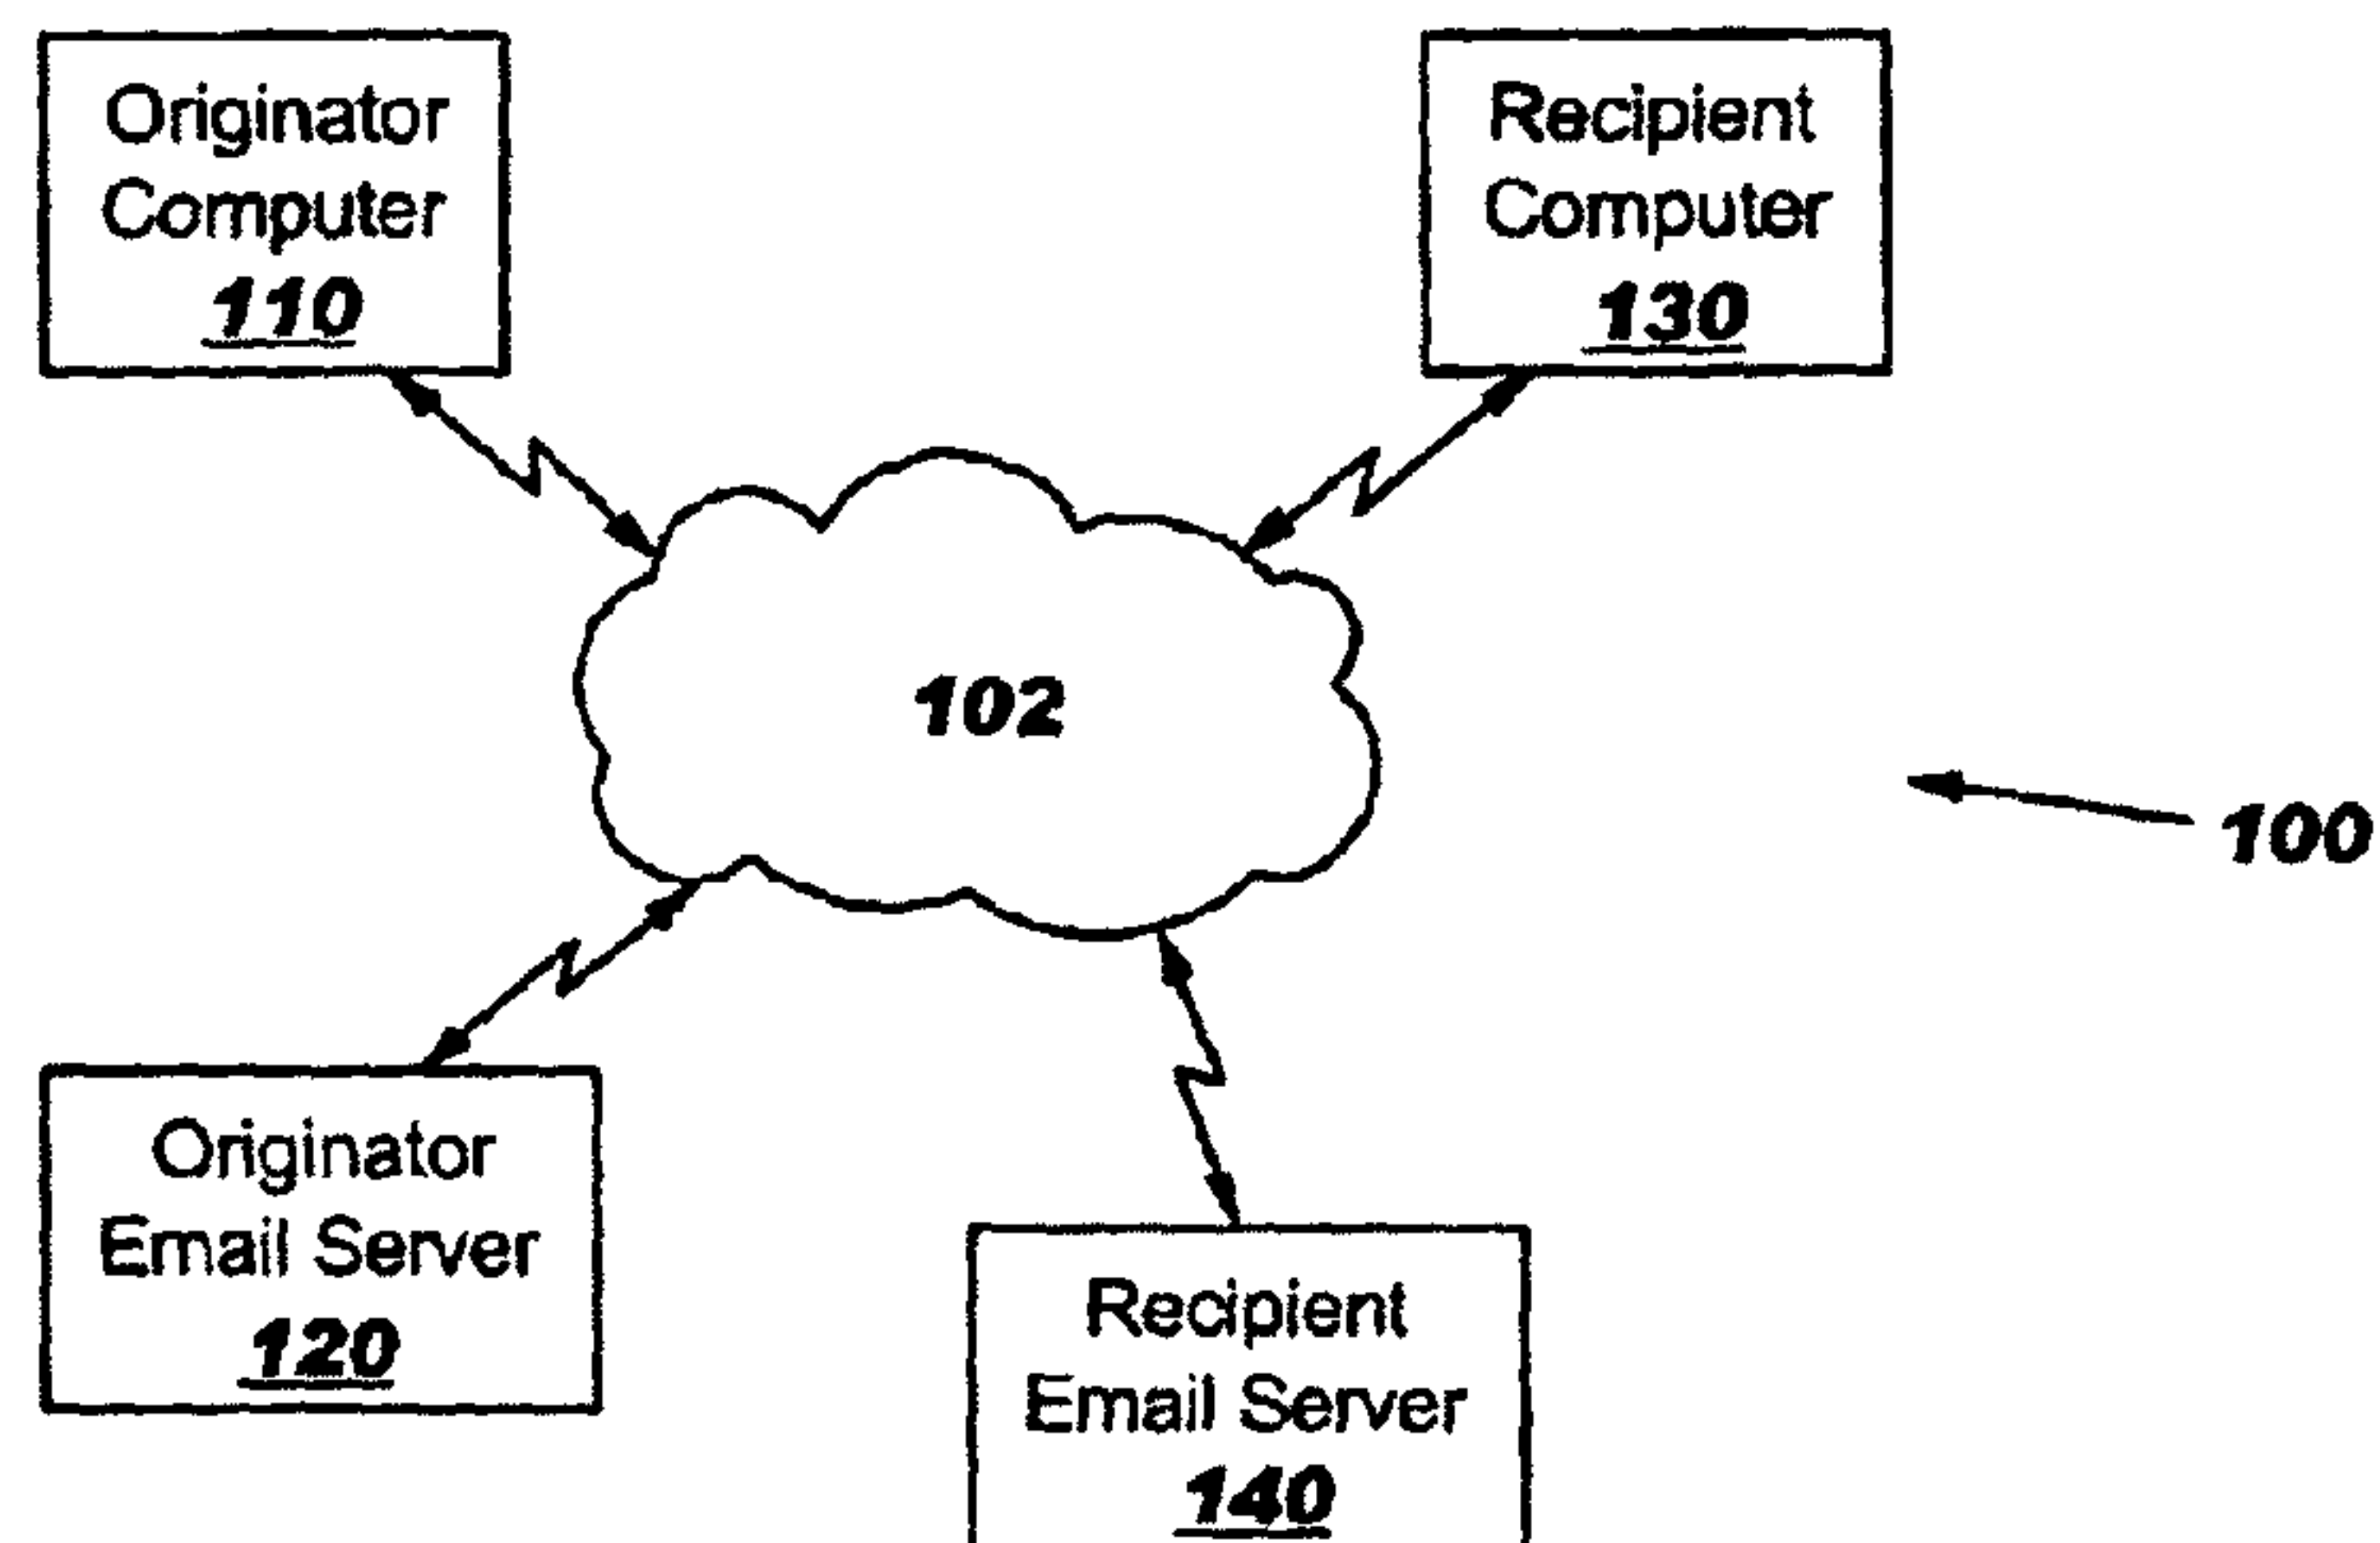 Originator
Computer
110
Recipient
Computer
130
102
100
Originator
Email Server
120
Recipient
Email Server
140